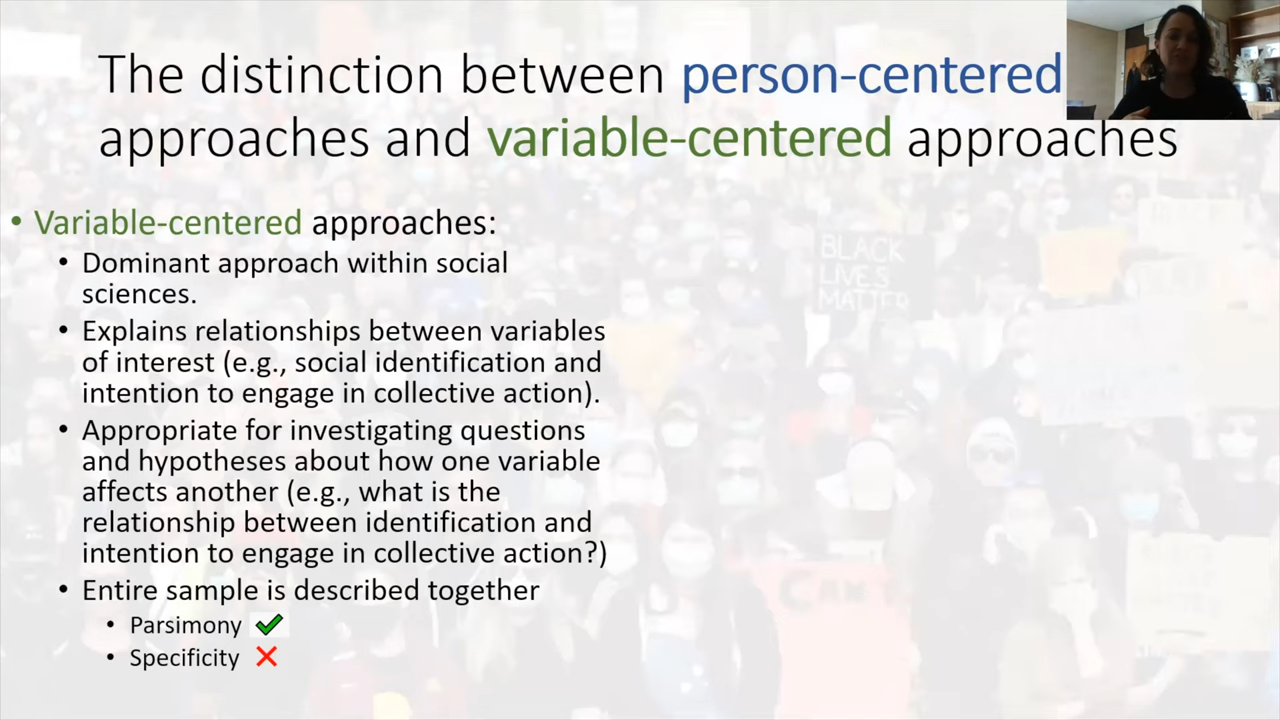 The distinction between person-centered
approaches and variable-centered approaches
• Variable-centered approaches:
• Dominant approach within social
sciences.
• Explains relationships between variables
of interest (e.g., social identification and
intention to engage in collective action).
• Appropriate for investigating questions
and hypotheses about how one variable
affects another (e.g., what is the
relationship between identification and
intention to engage in collective action?)
• Entire sample is described together
• Parsimony
• Specificity
BLACK
LIVES
MATTER